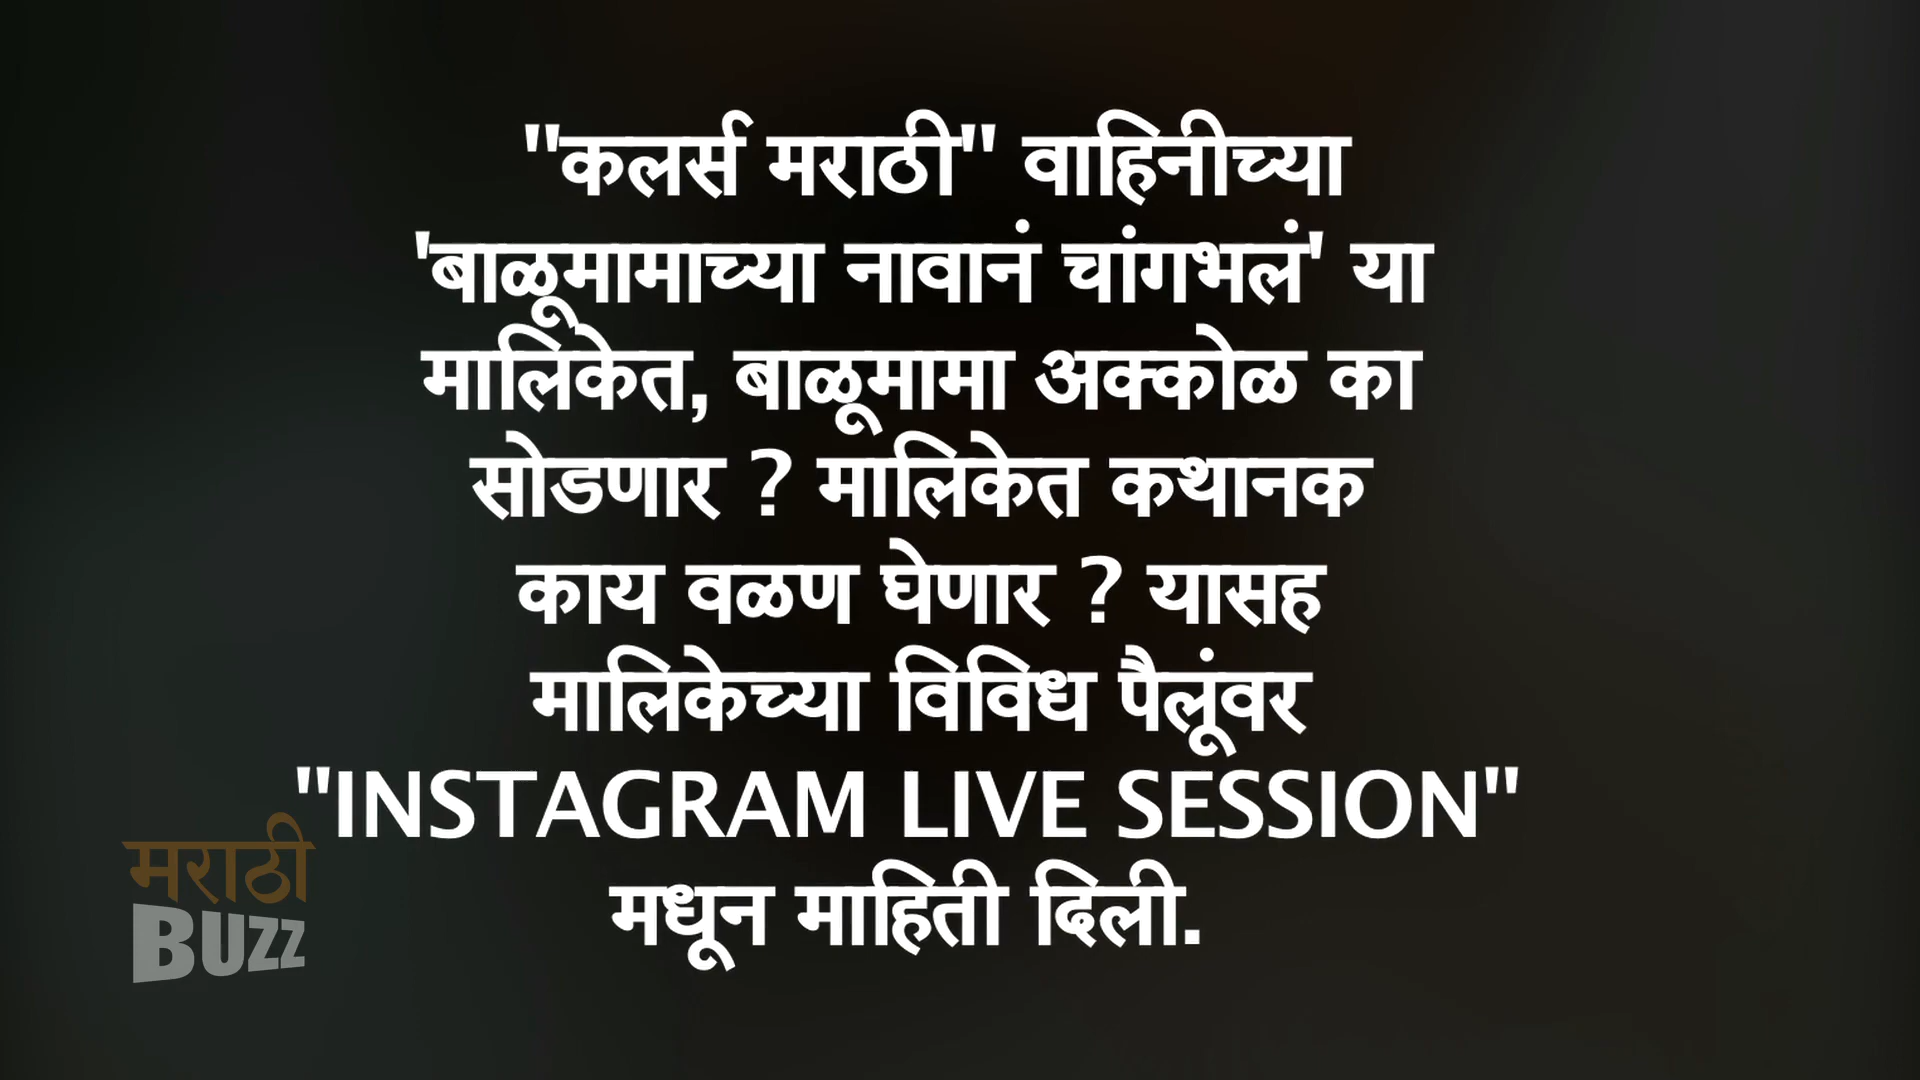 "कलर्स मराठी" वाहिनीच्या
'बाळूमामाच्या नावानं चांगभलं' या
मालिकेत, बाळूमामा अक्कोळ का
सोडणार ? मालिकेत कथानक
काय वळण घेणार ? यासह
मालिकेच्या विविध पैलूंवर
"INSTAGRAM LIVE SESSION"
मधून माहिती दिली.
मराठी
BUZZ